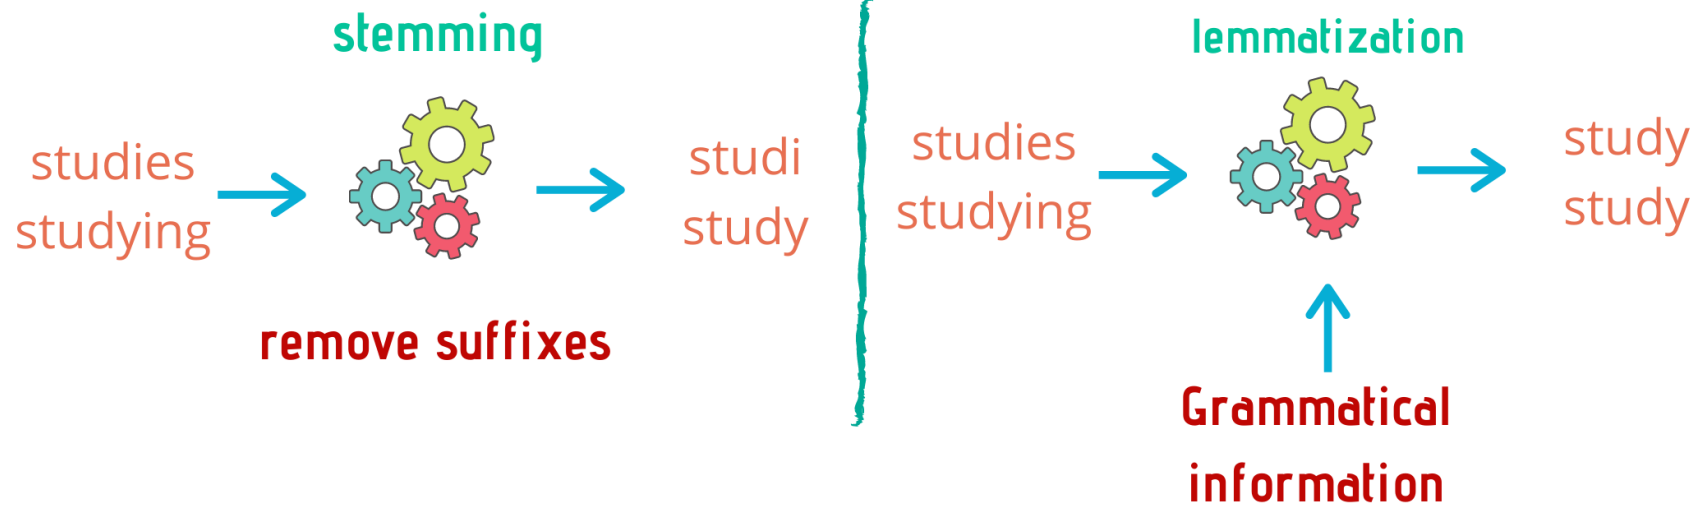 stemming
studies
studying
studi
study
remove suffixes
lemmatization
studies
studying
study
study
Grammatical
information